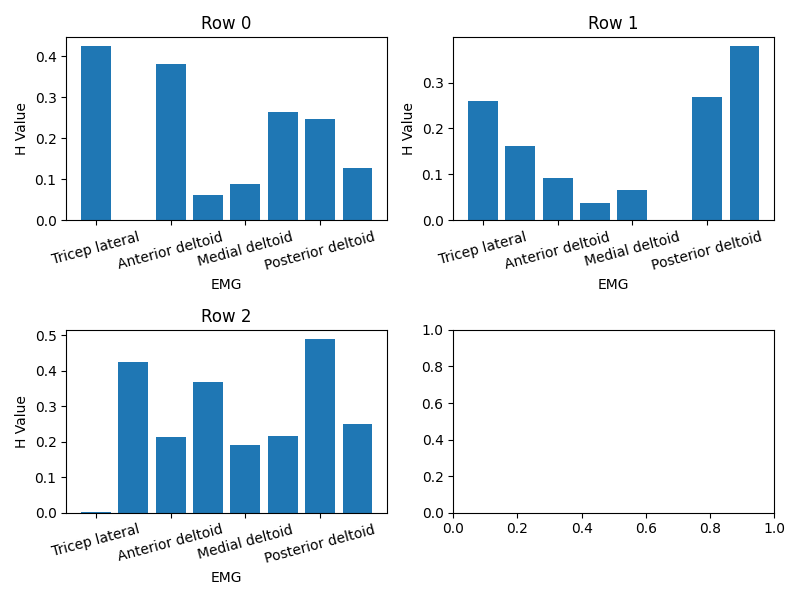 Row 0
H Value
0.4
0.3
0.2
0.1
0.0
Tricep lateral
Anterior deltoid
Medial deltoid
Posterior deltoid
EMG
Row 1
H Value
0.3
0.2
0.1
0.0
Tricep lateral
Anterior deltoid
Medial deltoid
Posterior deltoid
EMG
Row 2
H Value
0.5
0.4
0.3
0.2
0.1
0.0
Tricep lateral
Anterior deltoid
Medial deltoid
Posterior deltoid
EMG
1.0
0.8
0.6
0.4
0.2
0.0
0.0 0.2 0.4 0.6 0.8 1.0